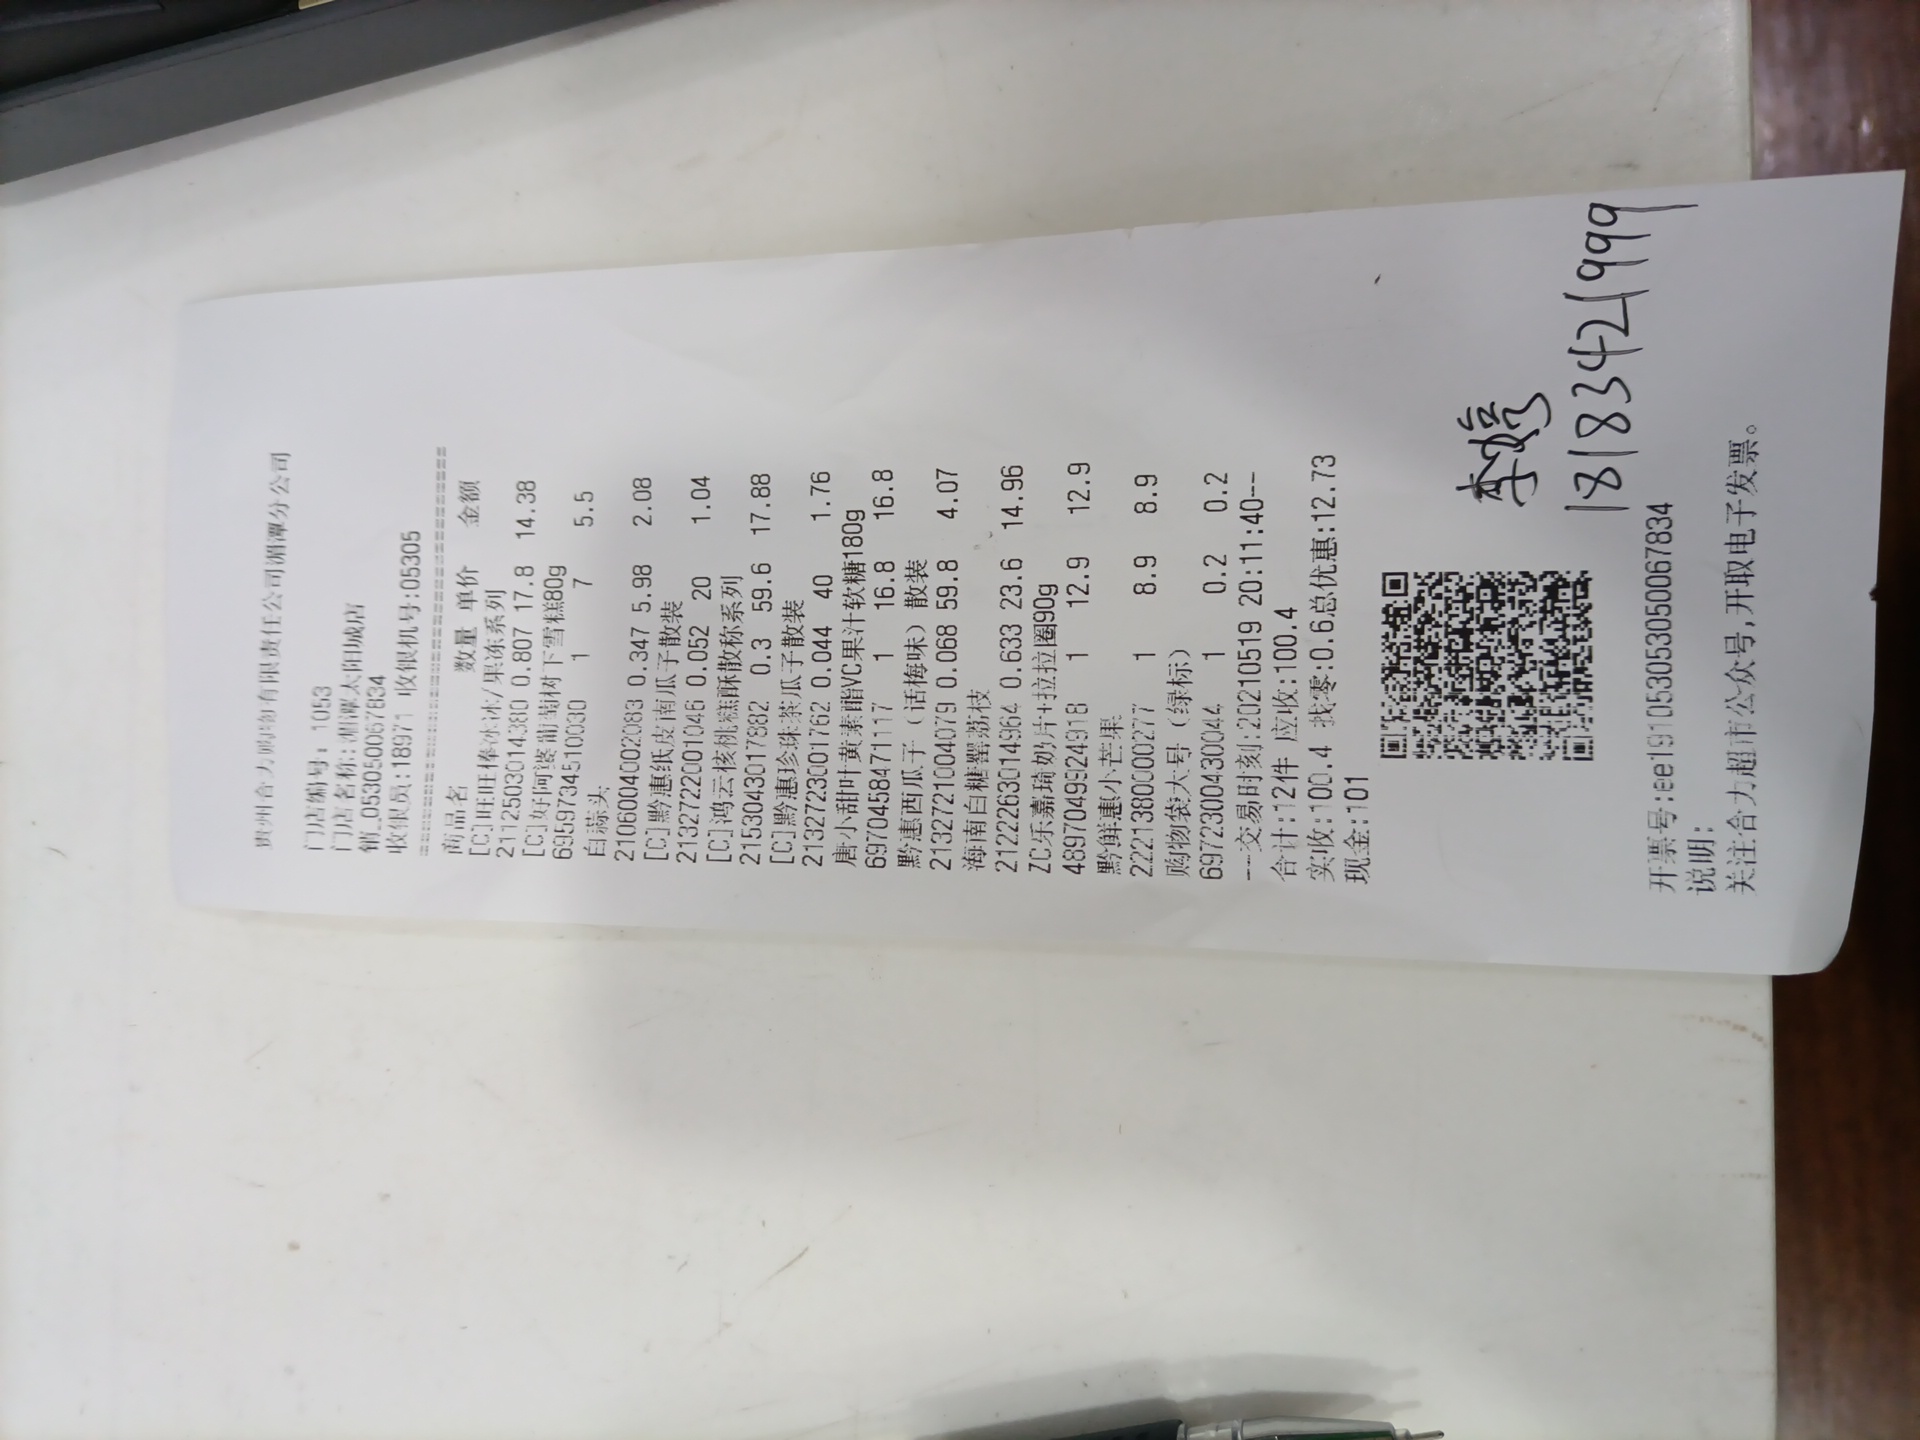 贵州合力购物有限责任公司湄潭分公司
门店编号: 1053
门店名称:湄潭太阳城店
销_053050067834
收银员:18971 收银机号:05305
商品名 数量 单价 金额
[C]旺旺棒冰冰/果冻系列
2112503014380 0.807 17.8 14.38
[C]好阿婆葡萄树下雪糕80g
6959734510030 1 7 5.5
白蒜头
2106004002083 0.347 5.98 2.08
[C]黔惠纸皮南瓜子散装
2132722001046 0.052 20 1.04
[C]鸿云核桃糕酥散称系列
2153043017882 0.3 59.6 17.88
[C]黔惠珍珠茶瓜子散装
2132723001762 0.044 40 1.76
唐小甜叶黄素酯VC果汁软糖180g
6970458471117 1 16.8 16.8
黔惠西瓜子（话梅味）散装
2132721004079 0.068 59.8 4.07
海南白糖罂荔枝
2122263014964 0.633 23.6 14.96
ZC乐嘉琦奶片+拉拉圈90g
4897049924918 1 12.9 12.9
黔鲜惠小芒果
2221380000277 1 8.9 8.9
购物袋大号（绿标）
6972300430044 1 0.2 0.2
--交易时刻:20210519 20:11:40--
合计:12件 应收:100.4
实收:100.4 找零:0.6总优惠:12.73
现金:101
李婷
18183421999
开票号:ee1910530530500​67834
说明:
关注合力超市公众号,开取电子发票。